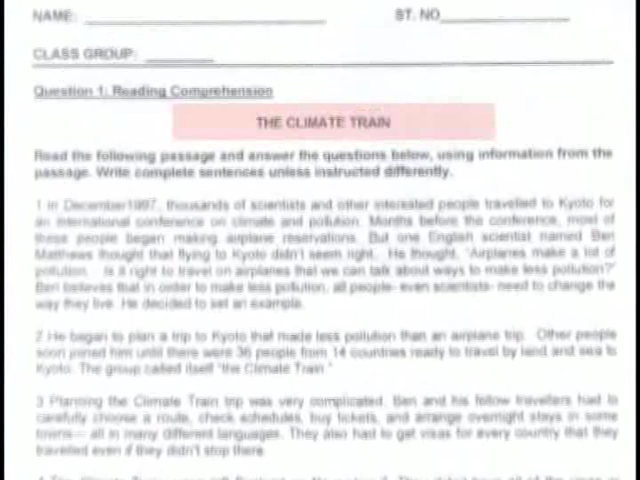 NAME:
ST. NO
CLASS GROUP:
Question 1: Reading Comprehension
THE CLIMATE TRAIN
Read the following passage and answer the questions below, using information from the
passage. Write complete sentences unless instructed differently.
1 In December1997, thousands of scientists and other interested people travelled to Kyoto for
an international conference on climate and pollution. Months before the conference, most of
these people began making airplane reservations. But one English scientist named Ben
Matthews thought that flying to Kyoto didn't seem right. He thought, "Airplanes make a lot of
pollution. Is it right to travel on airplanes that we can talk about ways to make less pollution?"
Ben believes that in order to make less pollution, all people- even scientists- need to change the
way they live. He decided to set an example.
2 He began to plan a trip to Kyoto that made less pollution than an airplane trip. Other people
soon joined him until there were 36 people from 14 countries ready to travel by land and sea to
Kyoto. The group called itself "the Climate Train."
3 Planning the Climate Train trip was very complicated. Ben and his fellow travellers had to
carefully choose a route, check schedules, buy tickets, and arrange overnight stays in some
towns-- all in many different languages. They also had to get visas for every country that they
travelled even if they didn't stop there.